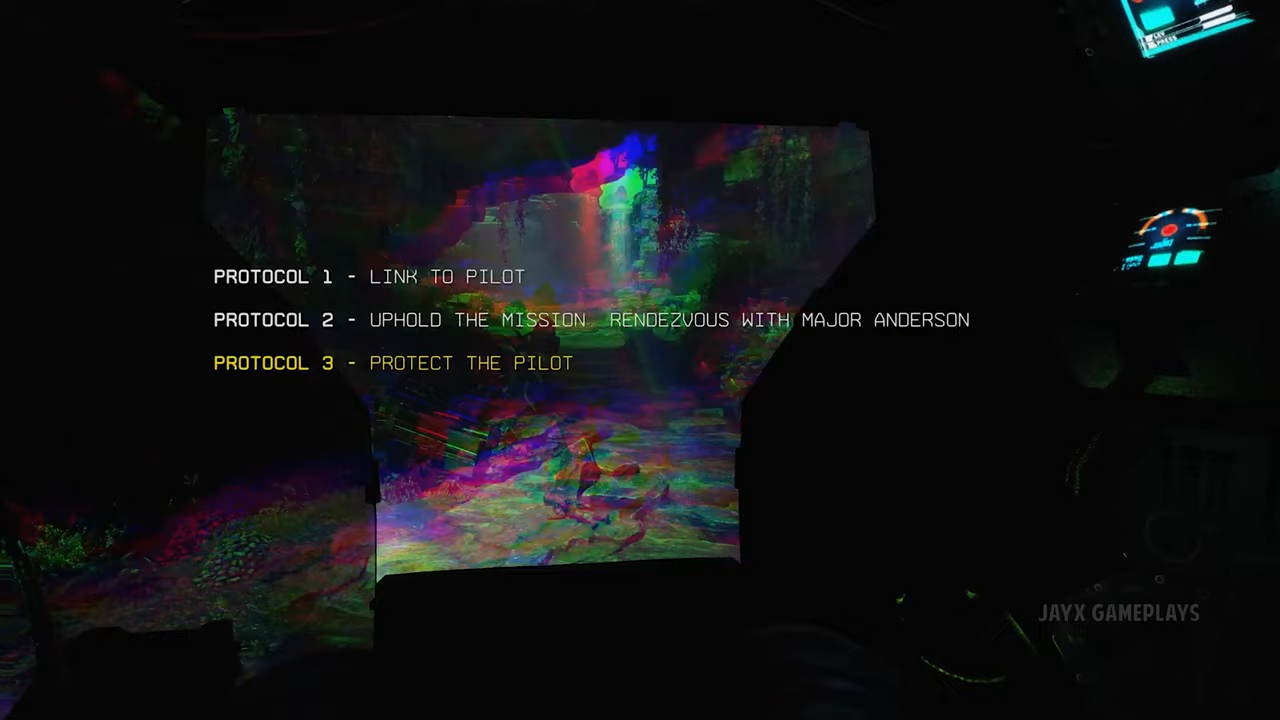 PROTOCOL 1 - LINK TO PILOT
PROTOCOL 2 - UPHOLD THE MISSION RENDEZVOUS WITH MAJOR ANDERSON
PROTOCOL 3 - PROTECT THE PILOT
JAYX GAMEPLAYS